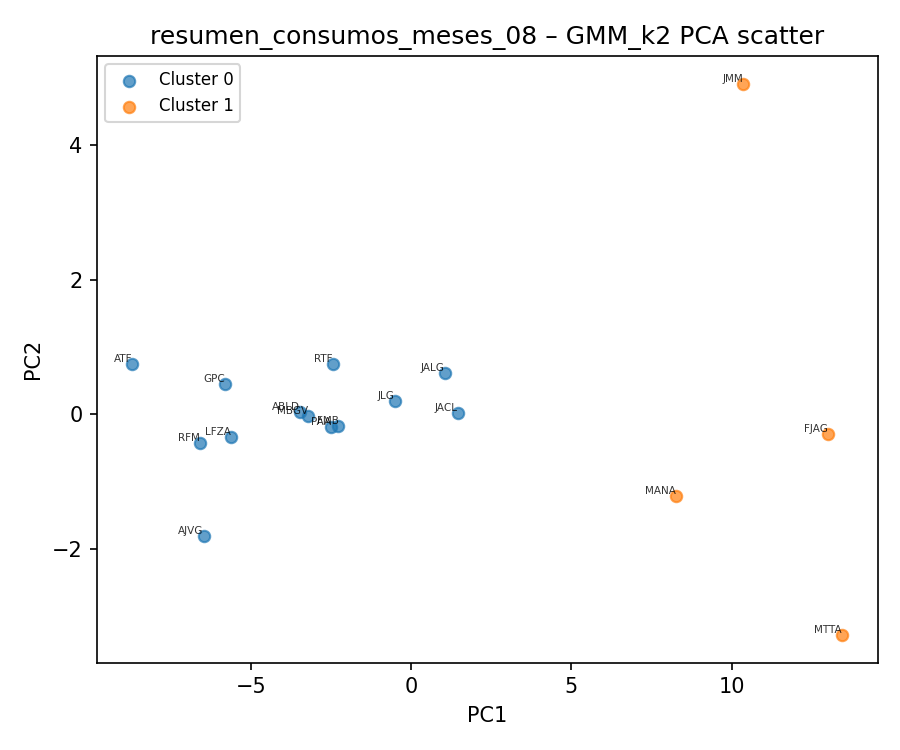 resumen_consumos_meses_08 – GMM_k2 PCA scatter
Cluster 0
Cluster 1
JMM
4
2
ATF
RTF
JALG
GPC
JLG
ABLD
MBGV
JACL
0
RFM
LFZA
FJAG
MANA
AJVG
−2
MTTA
PC2
−5
0
5
10
PC1